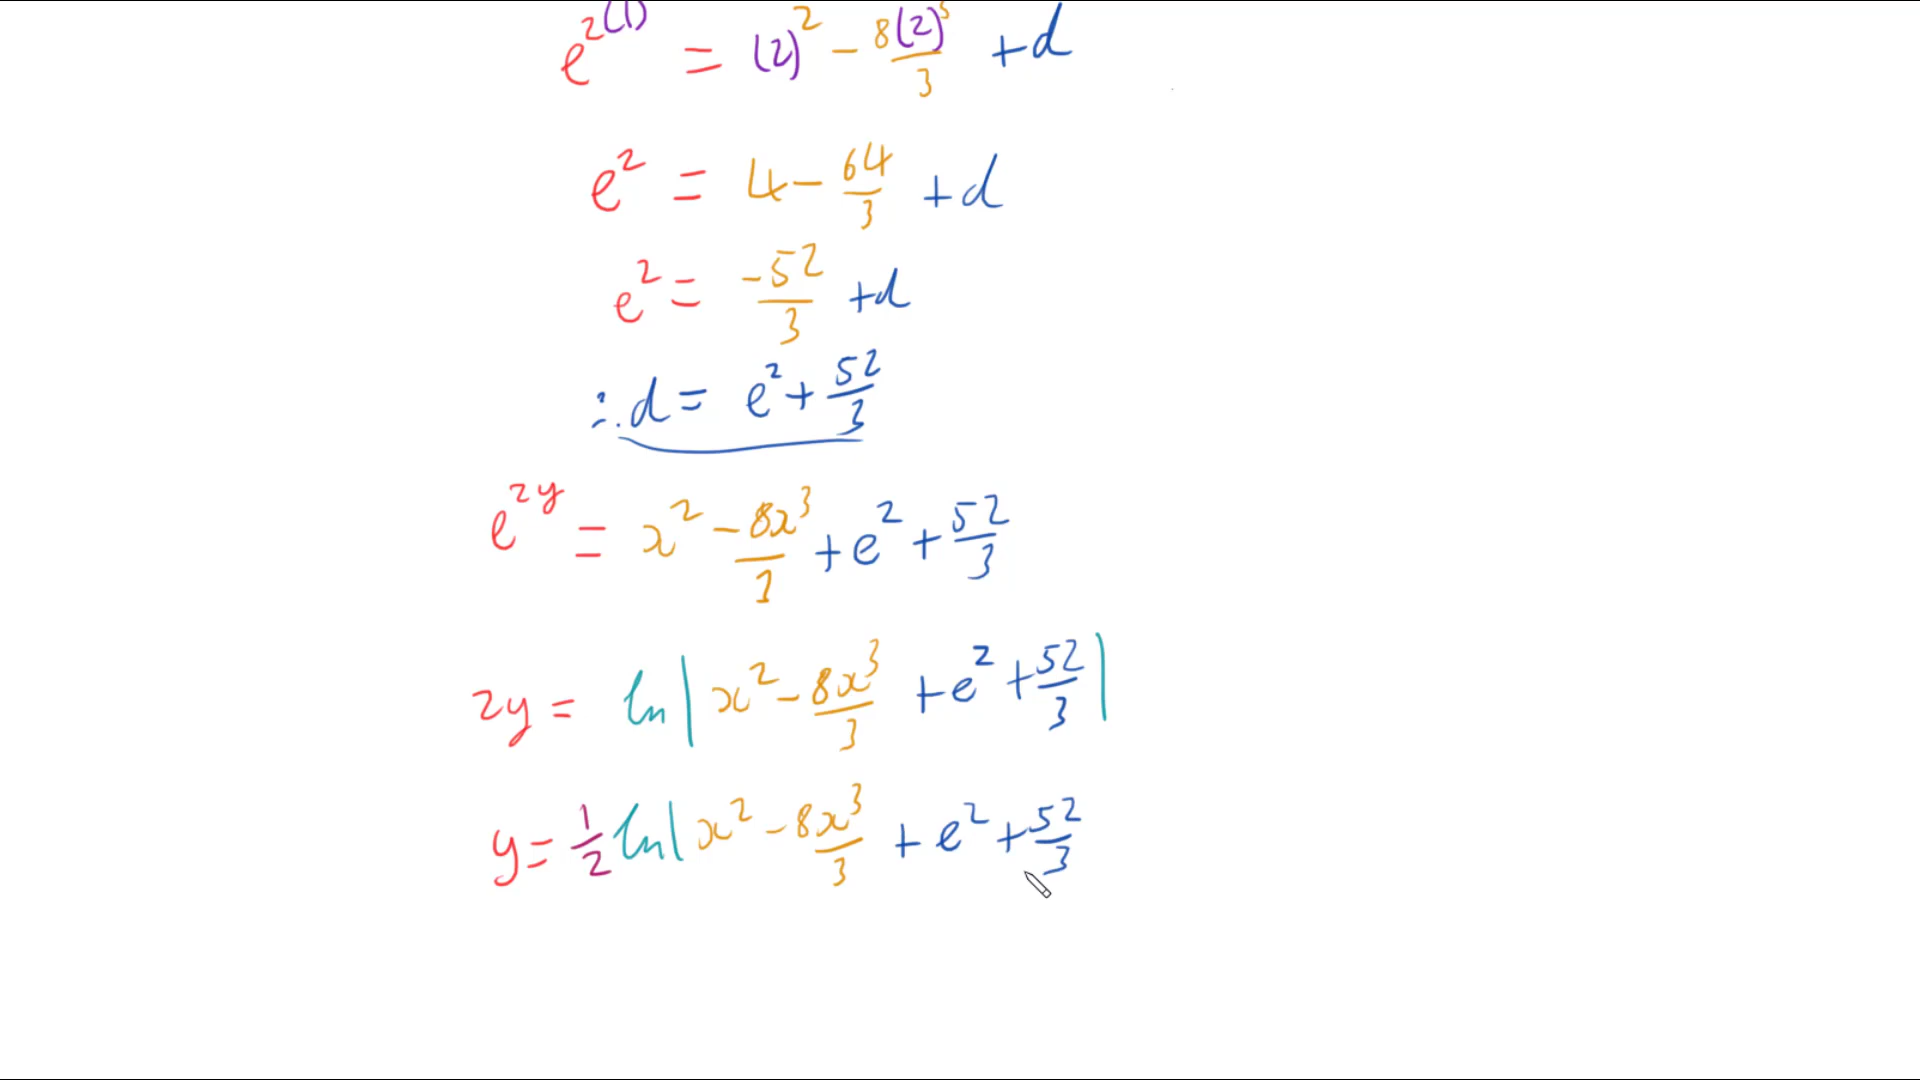 e^{2(1)} = (2)^2 - 8(2)^3/3 + d
e^2 = 4 - 64/3 + d
e^2 = -52/3 + d
∴ d = e^2 + 52/3
e^{2y} = x^2 - 8x^3/3 + e^2 + 52/3
2y = ln|x^2 - 8x^3/3 + e^2 + 52/3|
y = 1/2 ln|x^2 - 8x^3/3 + e^2 + 52/3